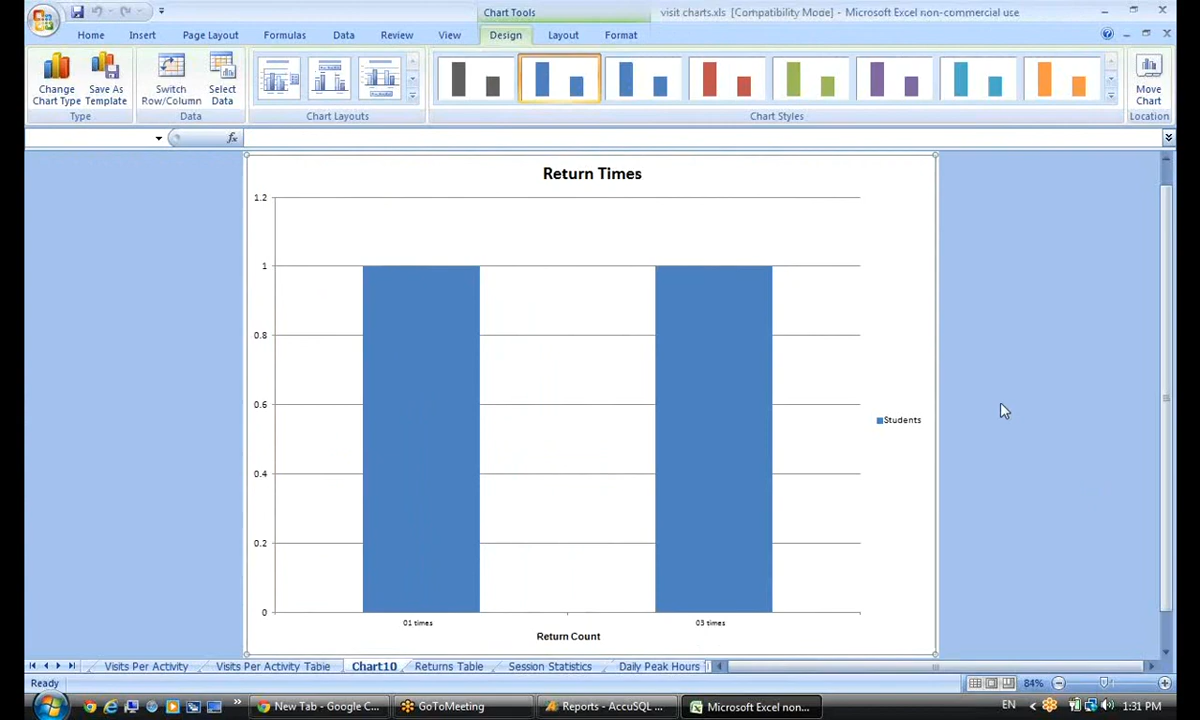 Chart Tools
visit charts.xls [Compatibility Mode] - Microsoft Excel non-commercial use
Home Insert Page Layout Formulas Data Review View Design Layout Format
Change Chart Type
Save As Template
Switch Row/Column
Select Data
Move Chart
Type Data Chart Layouts Chart Styles Location
fx
Return Times
1.2
1
0.8
0.6
0.4
0.2
0
Students
01 times 03 times
Return Count
Visits Per Activity Visits Per Activity Table Chart10 Returns Table Session Statistics Daily Peak Hours
Ready 84%
New Tab - Google C... GoToMeeting Reports - AccuSQL ... Microsoft Excel non... EN 1:31 PM